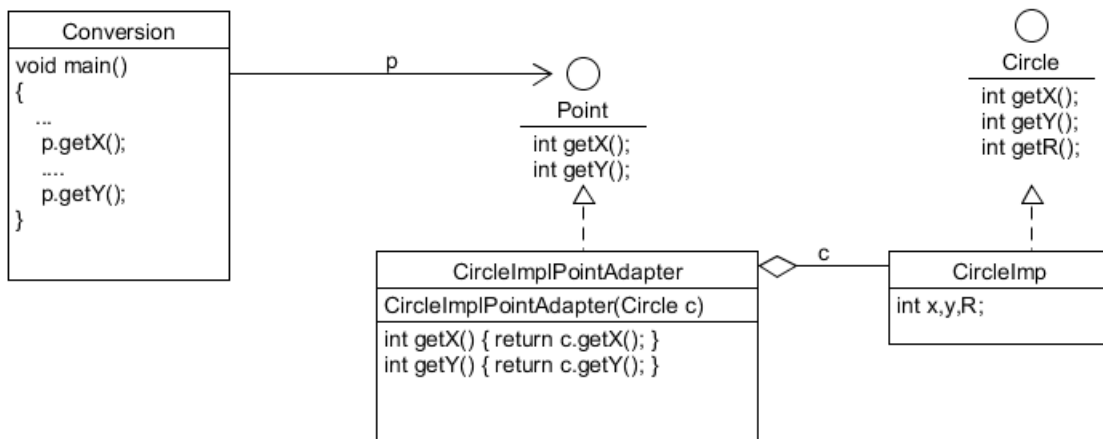 Conversion
void main()
{
...
p.getX();
....
p.getY();
}
p
Point
int getX();
int getY();
Circle
int getX();
int getY();
int getR();
CircleImplPointAdapter
CircleImplPointAdapter(Circle c)
int getX() { return c.getX(); }
int getY() { return c.getY(); }
c
CircleImp
int x,y,R;